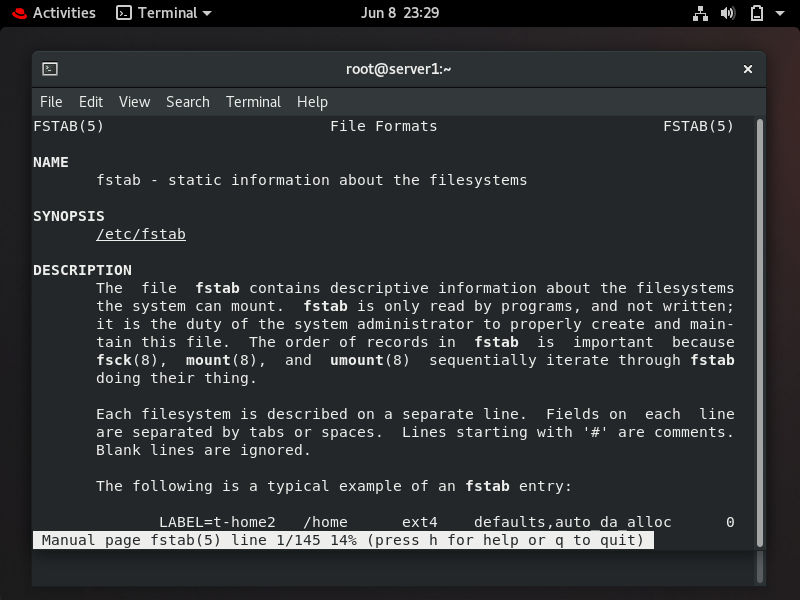 Activities Terminal Jun 8 23:29
root@server1:~
File Edit View Search Terminal Help
FSTAB(5) File Formats FSTAB(5)
NAME
fstab - static information about the filesystems
SYNOPSIS
/etc/fstab
DESCRIPTION
The file fstab contains descriptive information about the filesystems
the system can mount. fstab is only read by programs, and not written;
it is the duty of the system administrator to properly create and main-
tain this file. The order of records in fstab is important because
fsck(8), mount(8), and umount(8) sequentially iterate through fstab
doing their thing.
Each filesystem is described on a separate line. Fields on each line
are separated by tabs or spaces. Lines starting with '#' are comments.
Blank lines are ignored.
The following is a typical example of an fstab entry:
LABEL=t-home2 /home ext4 defaults,auto_da_alloc 0
Manual page fstab(5) line 1/145 14% (press h for help or q to quit)